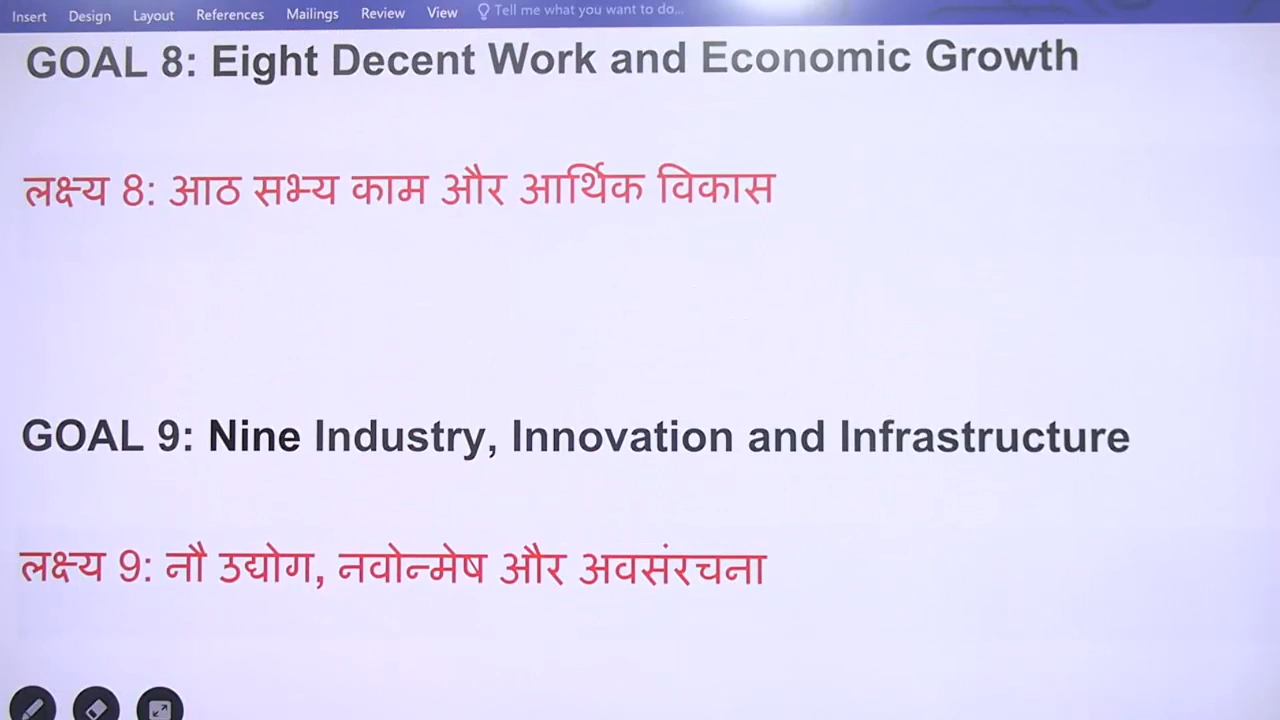 Insert Design Layout References Mailings Review View Tell me what you want to do...
GOAL 8: Eight Decent Work and Economic Growth
लक्ष्य 8: आठ सभ्य काम और आर्थिक विकास
GOAL 9: Nine Industry, Innovation and Infrastructure
लक्ष्य 9: नौ उद्योग, नवोन्मेष और अवसंरचना